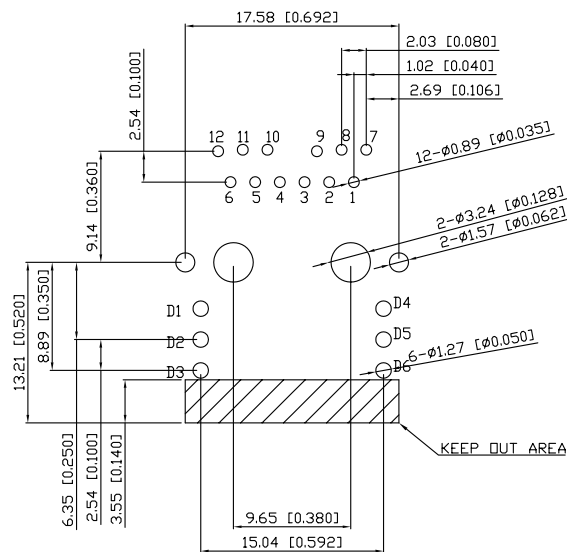 17.58 [0.692]
2.03 [0.080]
1.02 [0.040]
2.69 [0.106]
2.54 [0.100]
12 11 10 9 8 7
12-ø0.89 [ø0.035]
6 5 4 3 2 1
9.14 [0.360]
2-ø3.24 [ø0.128]
2-ø1.57 [ø0.062]
13.21 [0.520]
8.89 [0.350]
D1 D4
D2 D5
D3 D6
6-ø1.27 [ø0.050]
6.35 [0.250]
2.54 [0.100]
3.55 [0.140]
KEEP OUT AREA
9.65 [0.380]
15.04 [0.592]